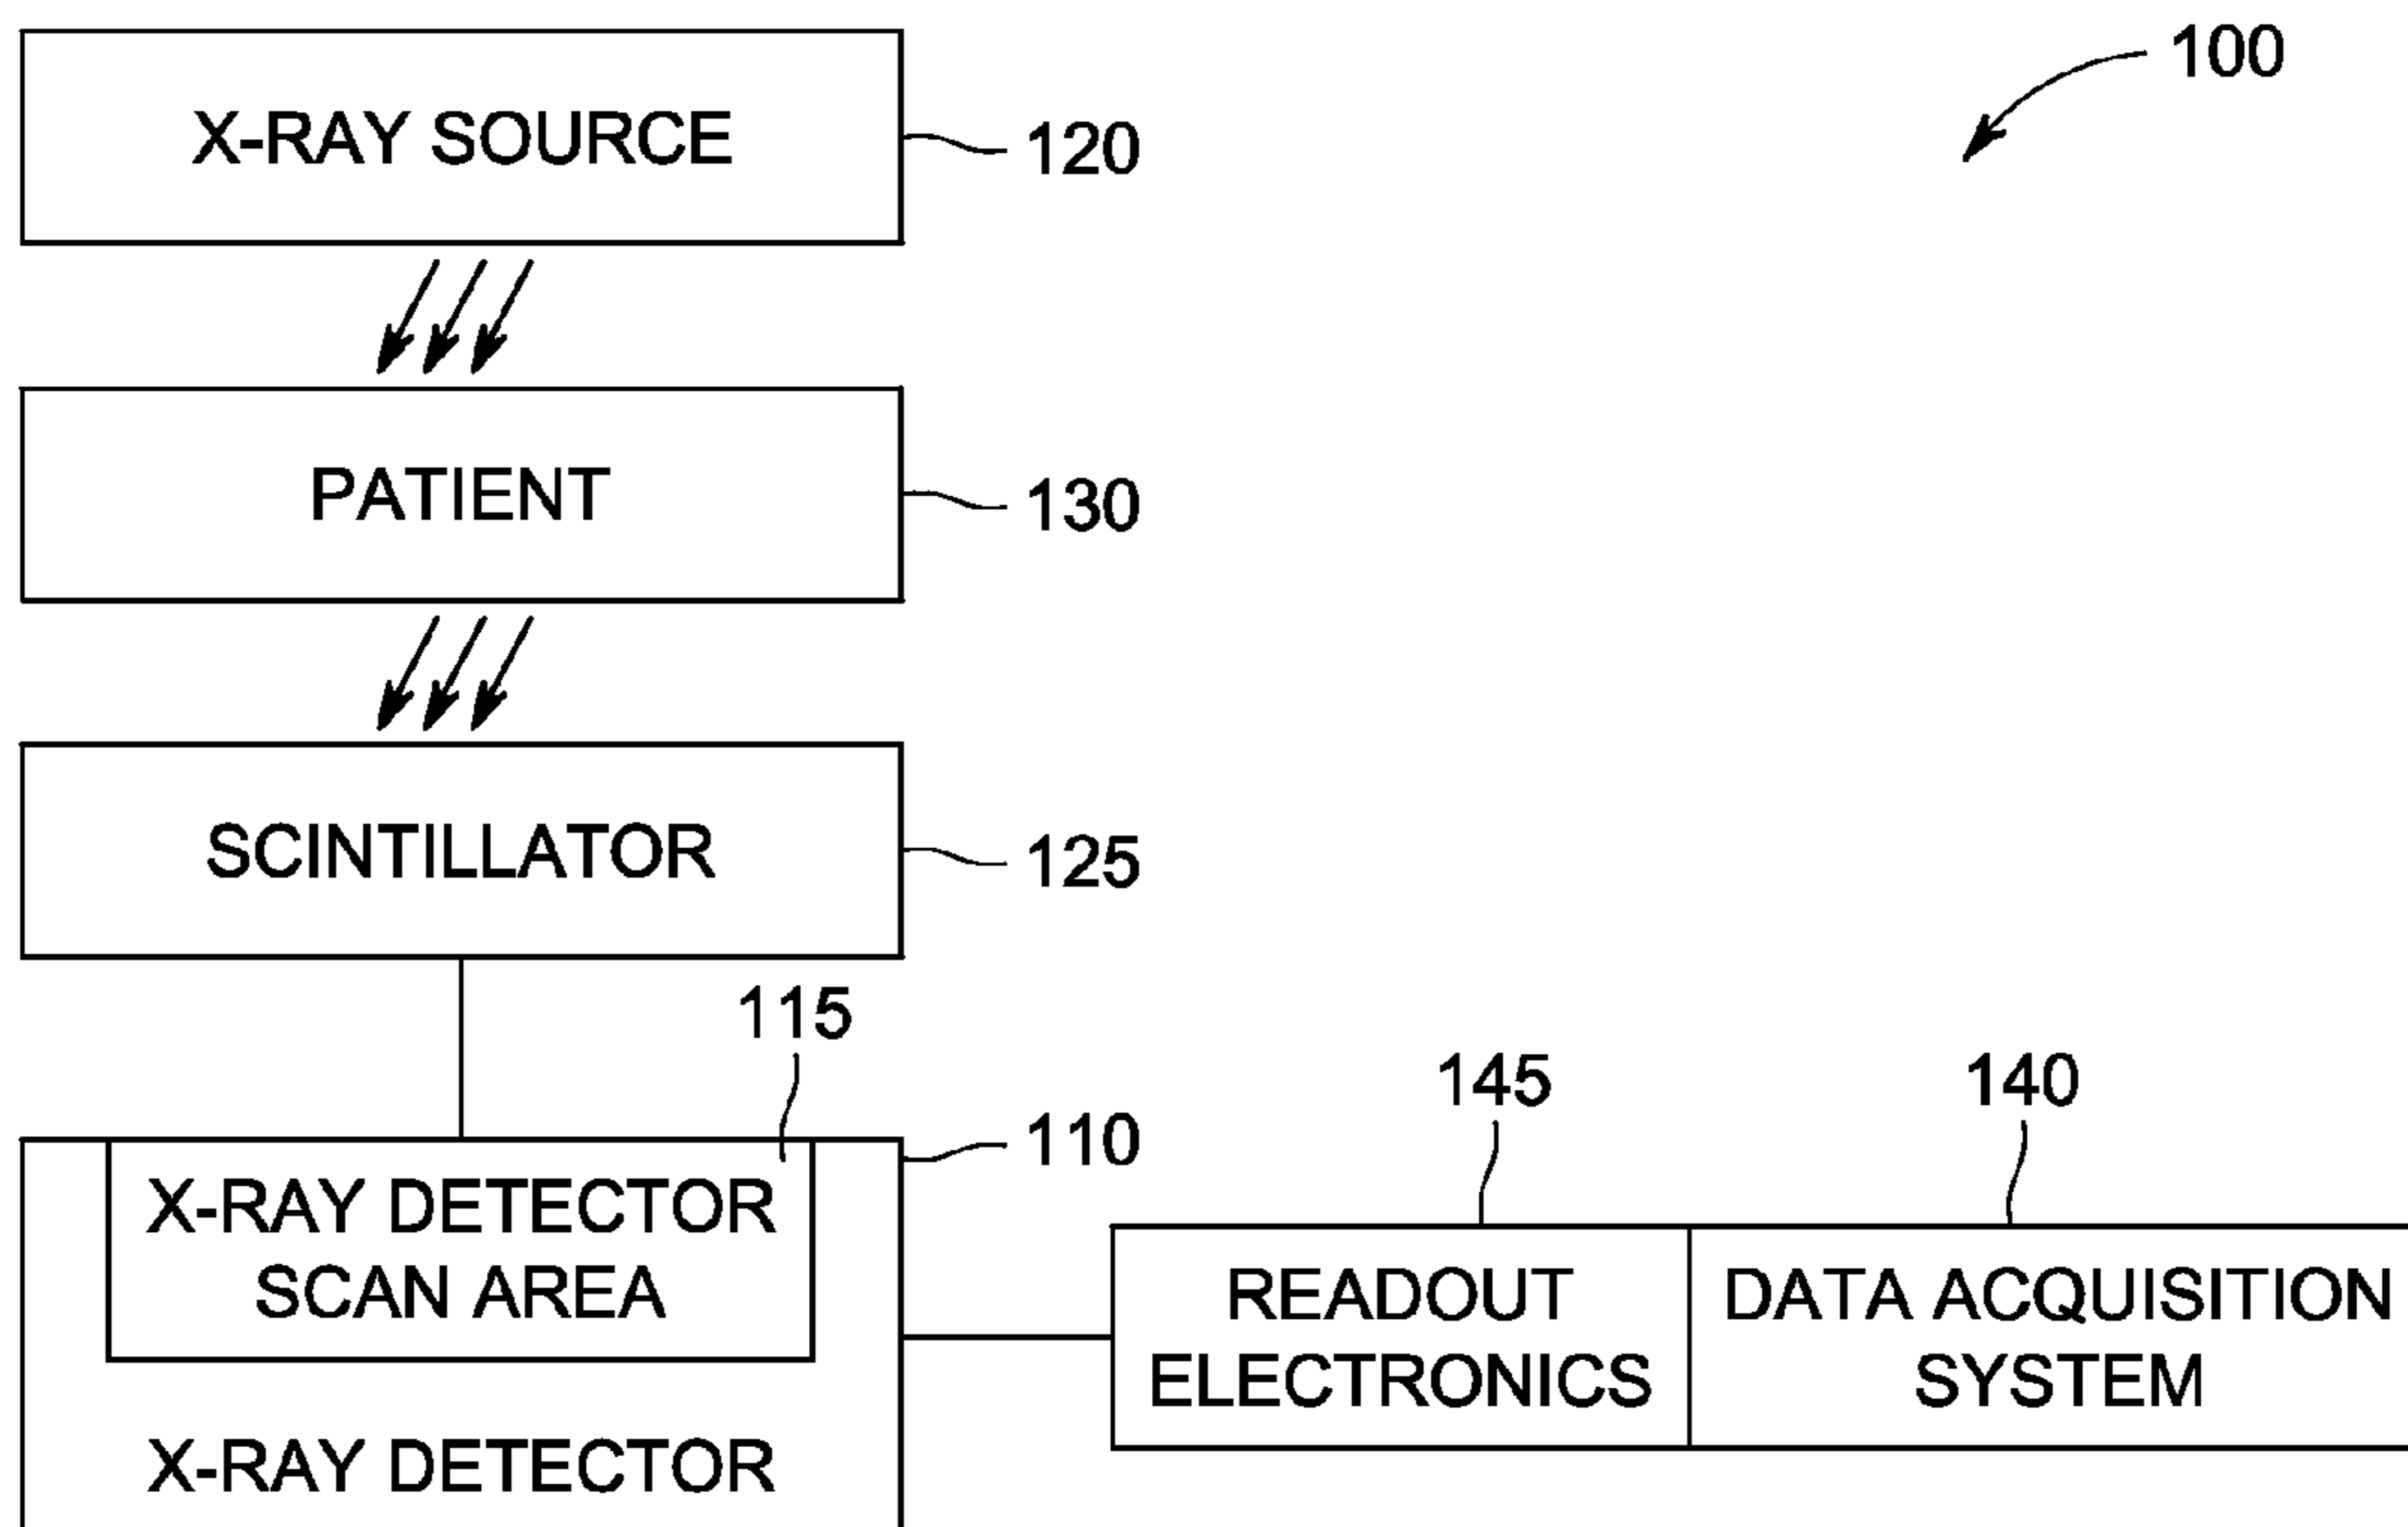 100
X-RAY SOURCE
120
PATIENT
130
SCINTILLATOR
125
115
110
X-RAY DETECTOR
SCAN AREA
X-RAY DETECTOR
145
140
READOUT
ELECTRONICS
DATA ACQUISITION
SYSTEM